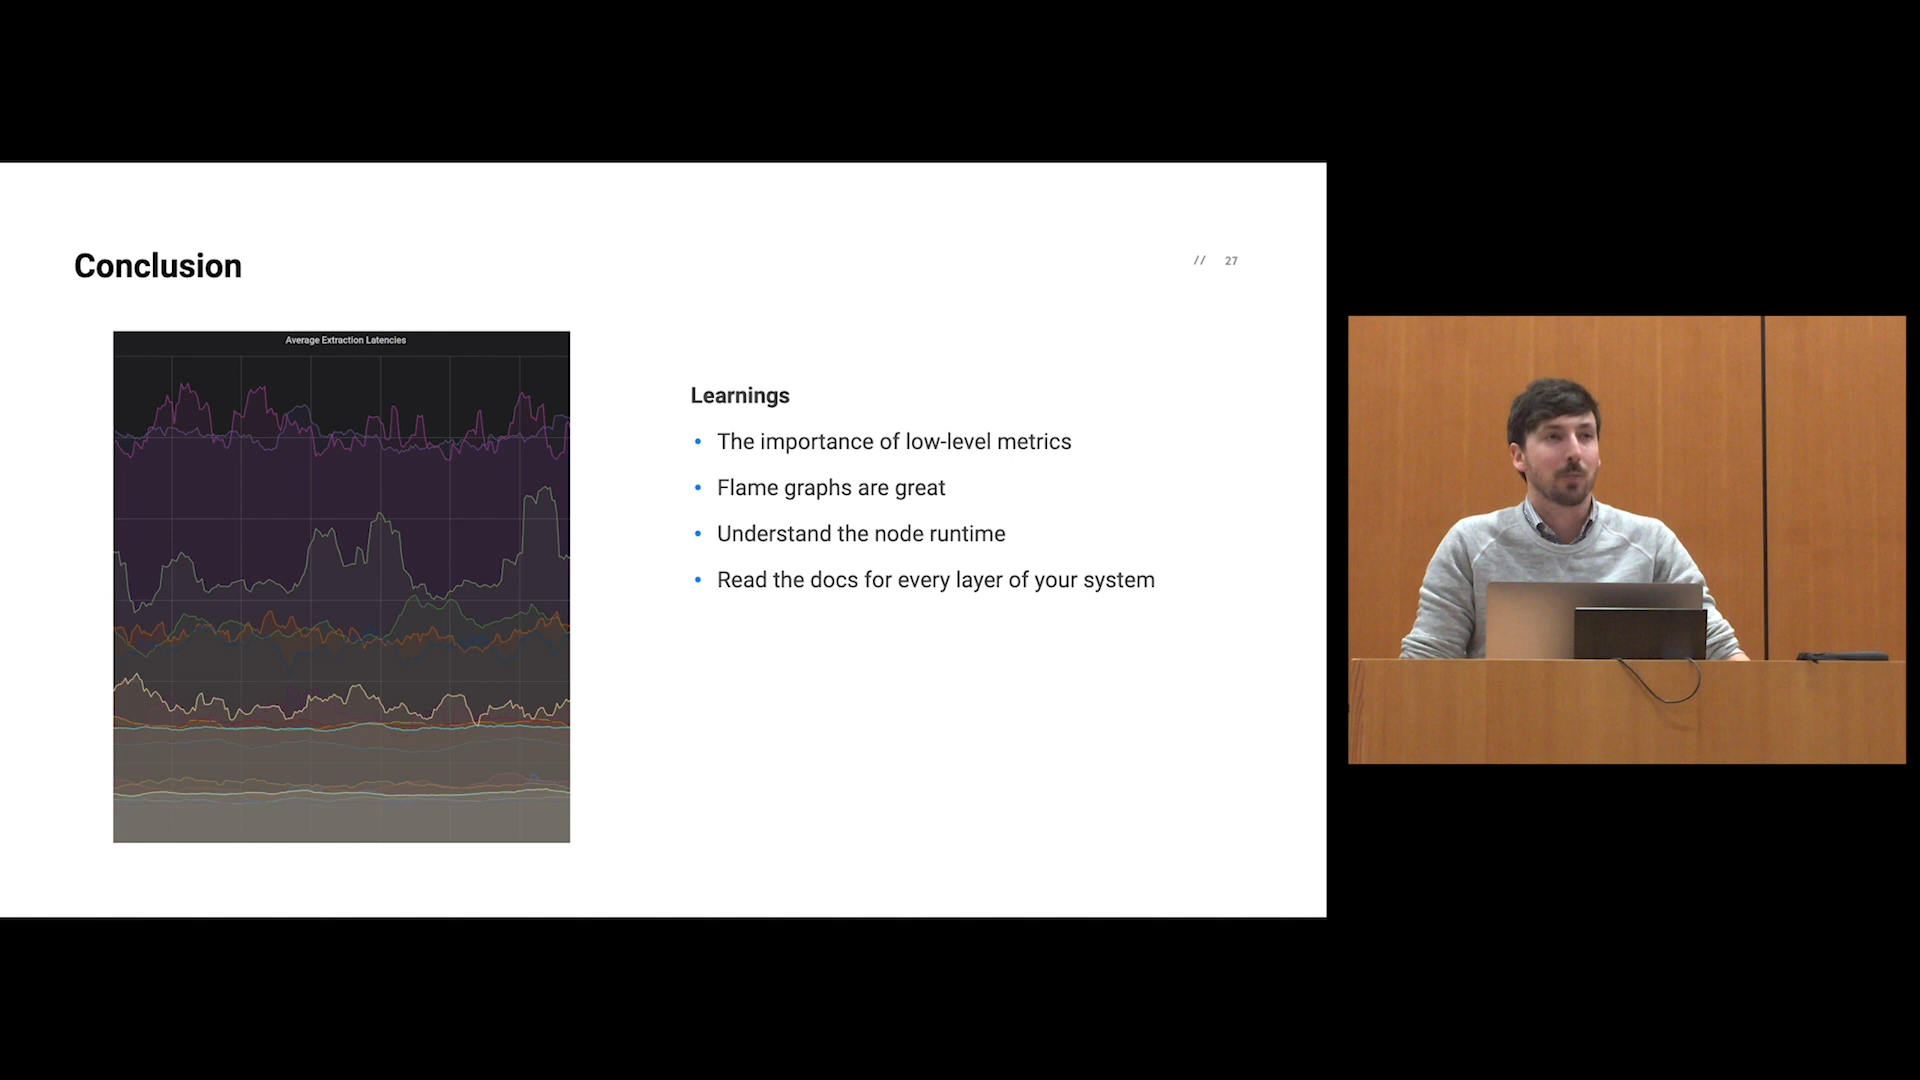 Conclusion
// 27
Average Extraction Latencies
Learnings
• The importance of low-level metrics
• Flame graphs are great
• Understand the node runtime
• Read the docs for every layer of your system